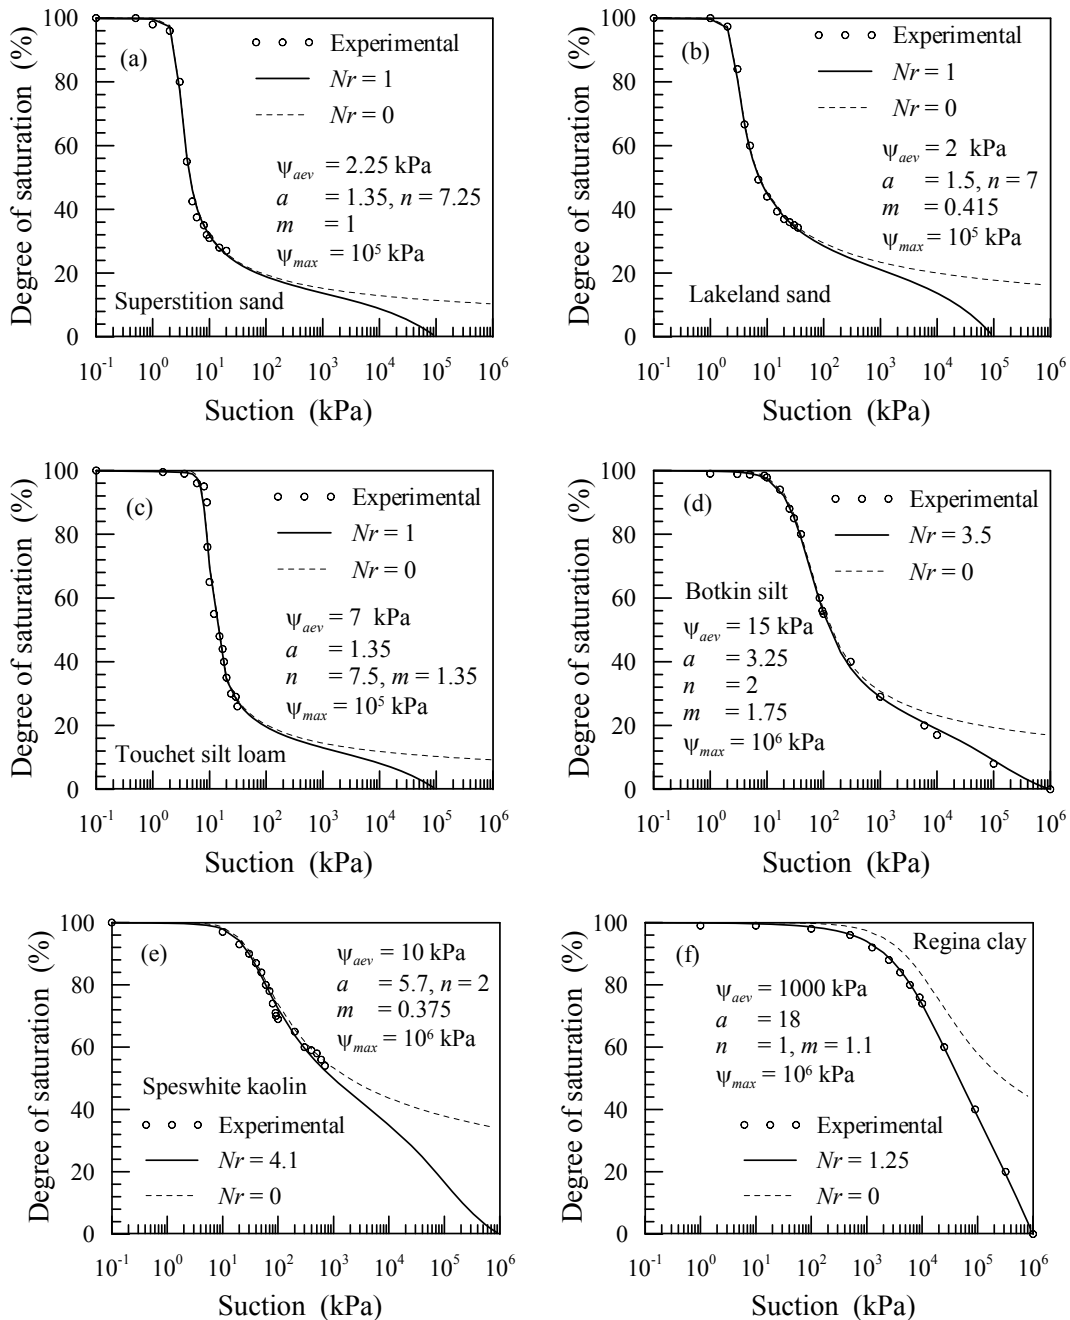 (a)
Experimental
Nr = 1
Nr = 0
ψaev = 2.25 kPa
a = 1.35, n = 7.25
m = 1
ψmax = 10⁵ kPa
Superstition sand
Degree of saturation (%)
100
80
60
40
20
0
10⁻¹ 10⁰ 10¹ 10² 10³ 10⁴ 10⁵ 10⁶
Suction (kPa)
(b)
Experimental
Nr = 1
Nr = 0
ψaev = 2 kPa
a = 1.5, n = 7
m = 0.415
ψmax = 10⁵ kPa
Lakeland sand
Degree of saturation (%)
100
80
60
40
20
0
10⁻¹ 10⁰ 10¹ 10² 10³ 10⁴ 10⁵ 10⁶
Suction (kPa)
(c)
Experimental
Nr = 1
Nr = 0
ψaev = 7 kPa
a = 1.35
n = 7.5, m = 1.35
ψmax = 10⁵ kPa
Touchet silt loam
Degree of saturation (%)
100
80
60
40
20
0
10⁻¹ 10⁰ 10¹ 10² 10³ 10⁴ 10⁵ 10⁶
Suction (kPa)
(d)
Experimental
Nr = 3.5
Nr = 0
Botkin silt
ψaev = 15 kPa
a = 3.25
n = 2
m = 1.75
ψmax = 10⁶ kPa
Degree of saturation (%)
100
80
60
40
20
0
10⁻¹ 10⁰ 10¹ 10² 10³ 10⁴ 10⁵ 10⁶
Suction (kPa)
(e)
ψaev = 10 kPa
a = 5.7, n = 2
m = 0.375
ψmax = 10⁶ kPa
Speswhite kaolin
Experimental
Nr = 4.1
Nr = 0
Degree of saturation (%)
100
80
60
40
20
0
10⁻¹ 10⁰ 10¹ 10² 10³ 10⁴ 10⁵ 10⁶
Suction (kPa)
(f)
Regina clay
ψaev = 1000 kPa
a = 18
n = 1, m = 1.1
ψmax = 10⁶ kPa
Experimental
Nr = 1.25
Nr = 0
Degree of saturation (%)
100
80
60
40
20
0
10⁻¹ 10⁰ 10¹ 10² 10³ 10⁴ 10⁵ 10⁶
Suction (kPa)